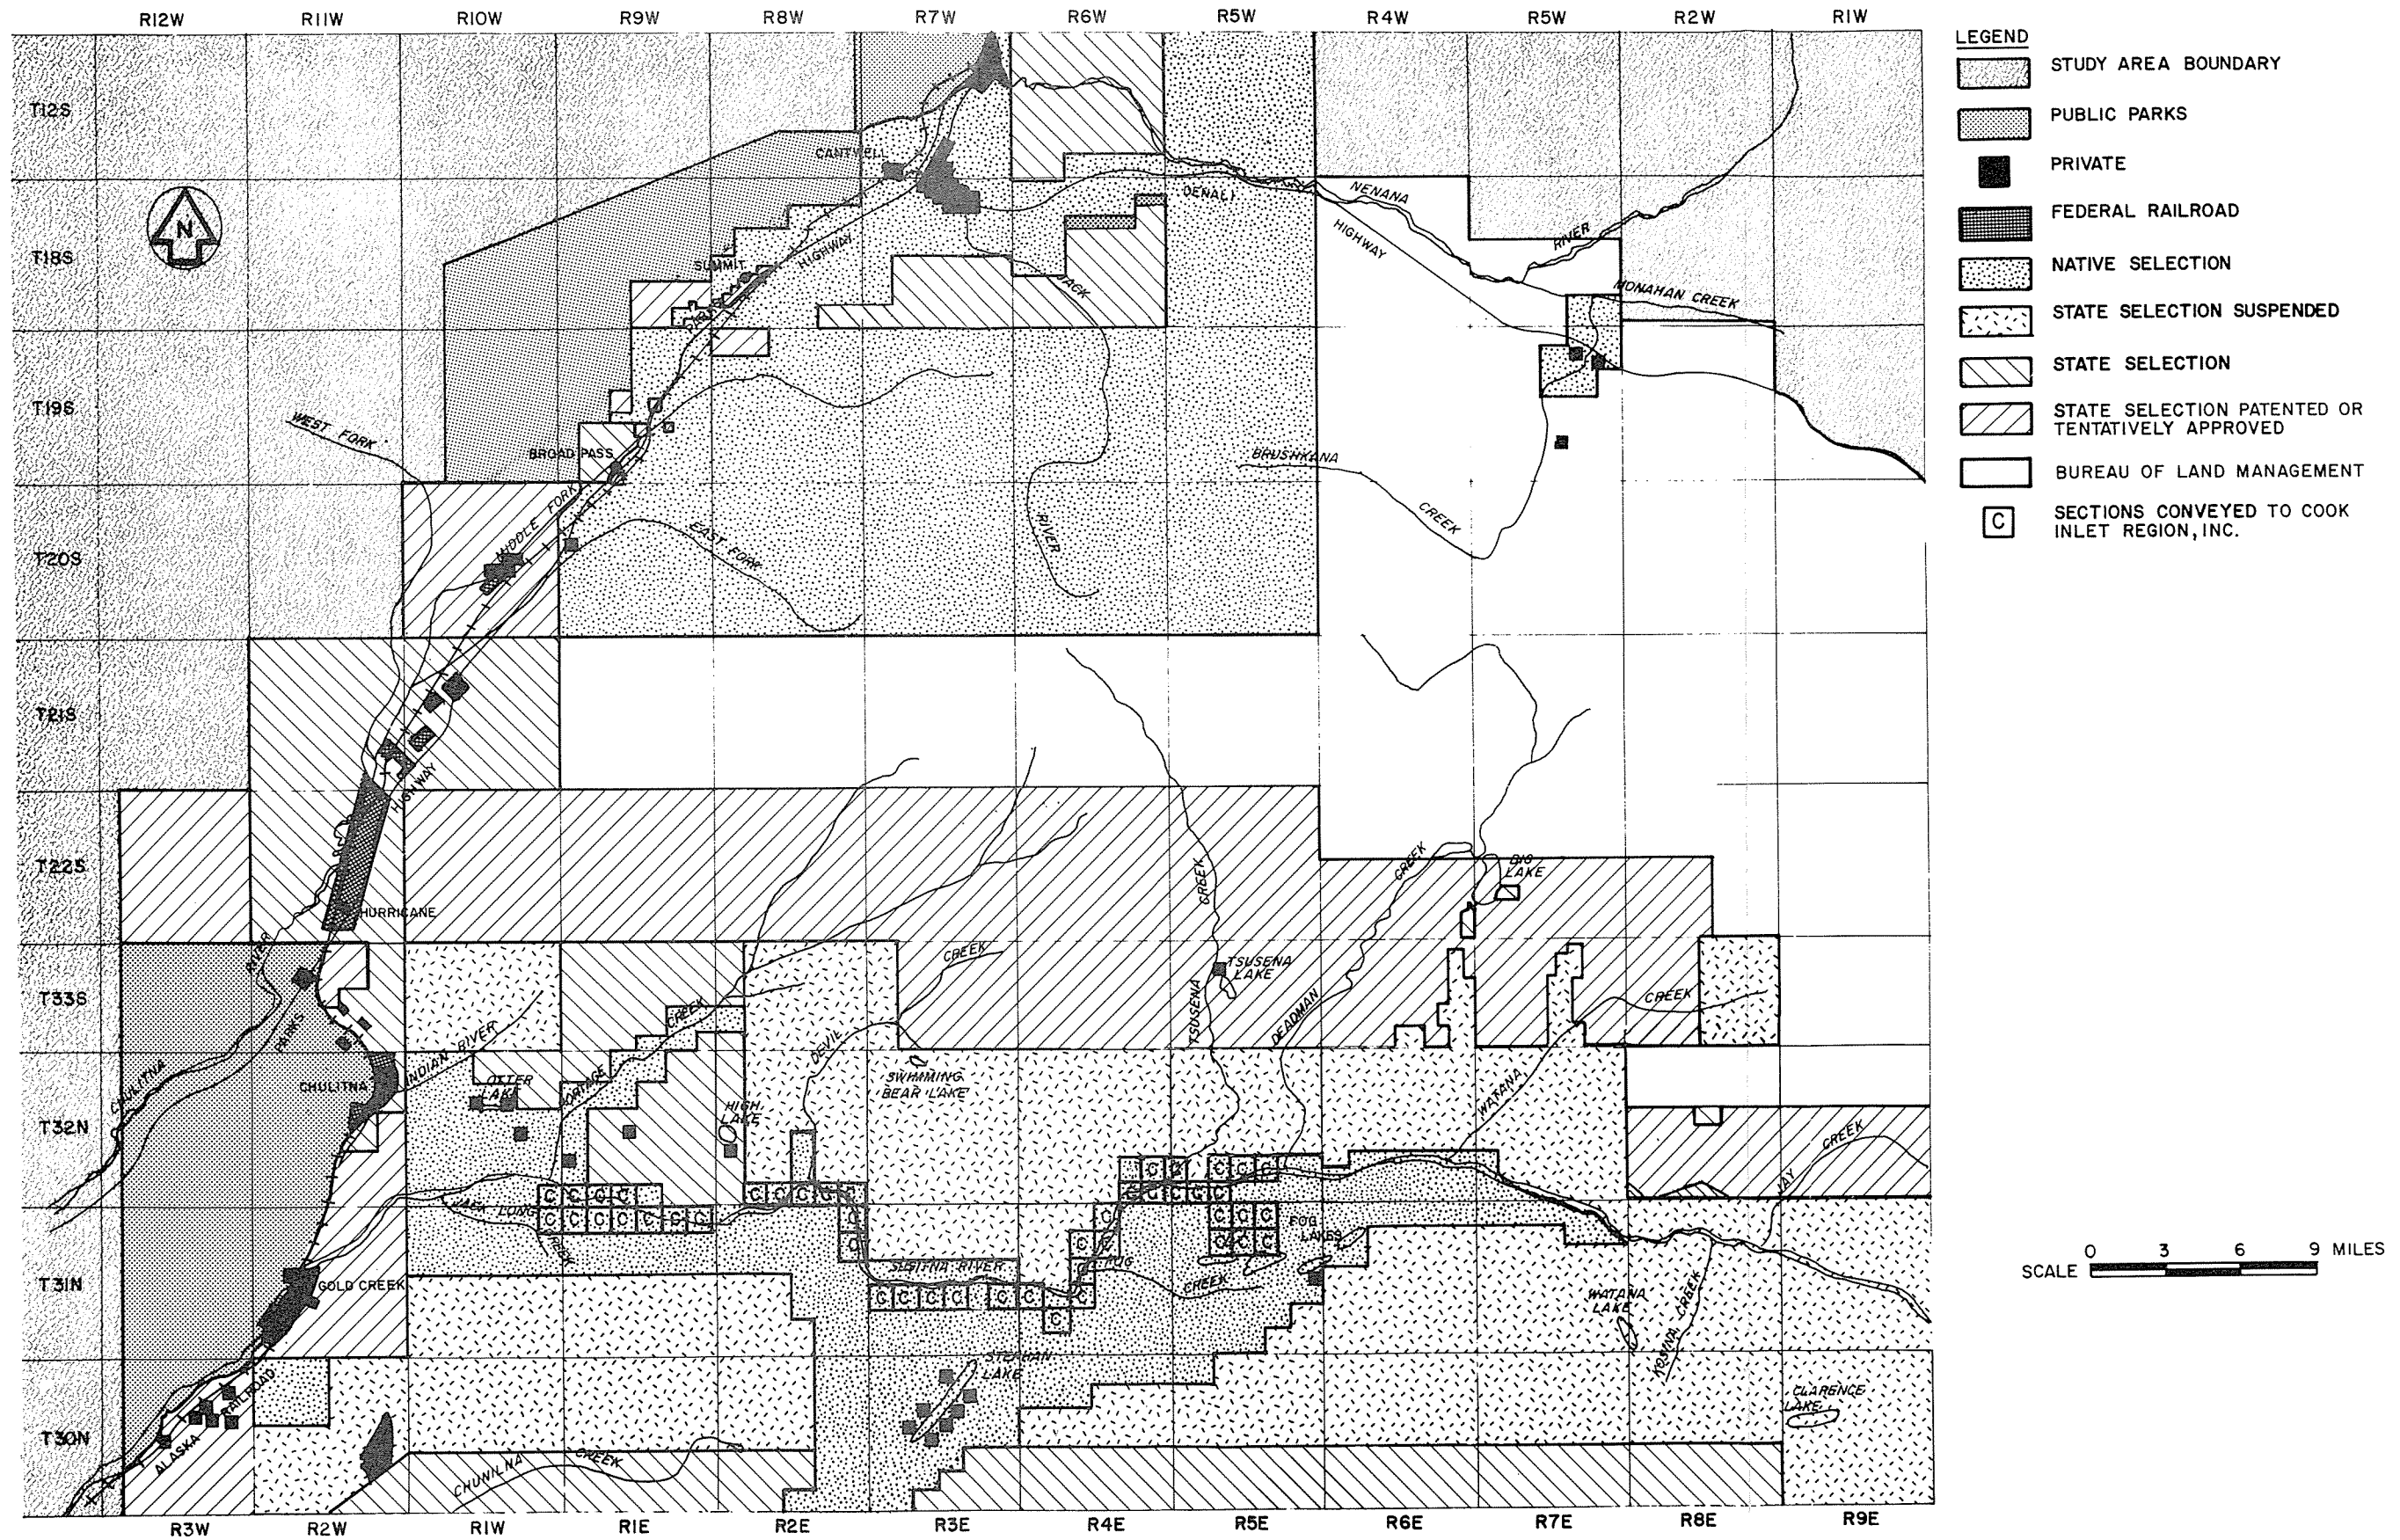 R12W R11W R10W R9W R8W R7W R6W R5W R4W R5W R2W R1W
LEGEND
STUDY AREA BOUNDARY
PUBLIC PARKS
PRIVATE
FEDERAL RAILROAD
NATIVE SELECTION
STATE SELECTION SUSPENDED
STATE SELECTION
STATE SELECTION PATENTED OR
TENTATIVELY APPROVED
BUREAU OF LAND MANAGEMENT
C SECTIONS CONVEYED TO COOK
INLET REGION, INC.
T12S
N
CANTWELL
DENALI
HIGHWAY
NENANA
RIVER
MONAHAN CREEK
T18S
SUMMIT
HIGHWAY
JACK
RIVER
T19S
WEST FORK
BROAD PASS
BRUSHKANA
CREEK
T20S
MIDDLE FORK
EAST FORK
T21S
HIGHWAY
T22S
HURRICANE
CREEK
CREEK
BIG
LAKE
T33S
RIVER
PARKS
CHULITNA
INDIAN RIVER
CREEK
DEVIL
CREEK
TSUSENA
LAKE
TSUSENA
DEADMAN
CREEK
WATANA
CHULITNA
OTTER
LAKE
PORTAGE
HIGH
LAKE
SWIMMING
BEAR LAKE
T32N
CREEK
JAY
C C C C C C C C C C C
C C C C C C C C C C C
JACK LONG
CREEK
FOG
LAKES
SUSITNA RIVER
FOG
CREEK
T31N
GOLD CREEK
WATANA
LAKE
KOSINA CREEK
STEPHAN
LAKE
CLARENCE
LAKE
T30N
ALASKA
RAILROAD
CHUNILNA
CREEK
SCALE
0 3 6 9 MILES
R3W R2W R1W R1E R2E R3E R4E R5E R6E R7E R8E R9E